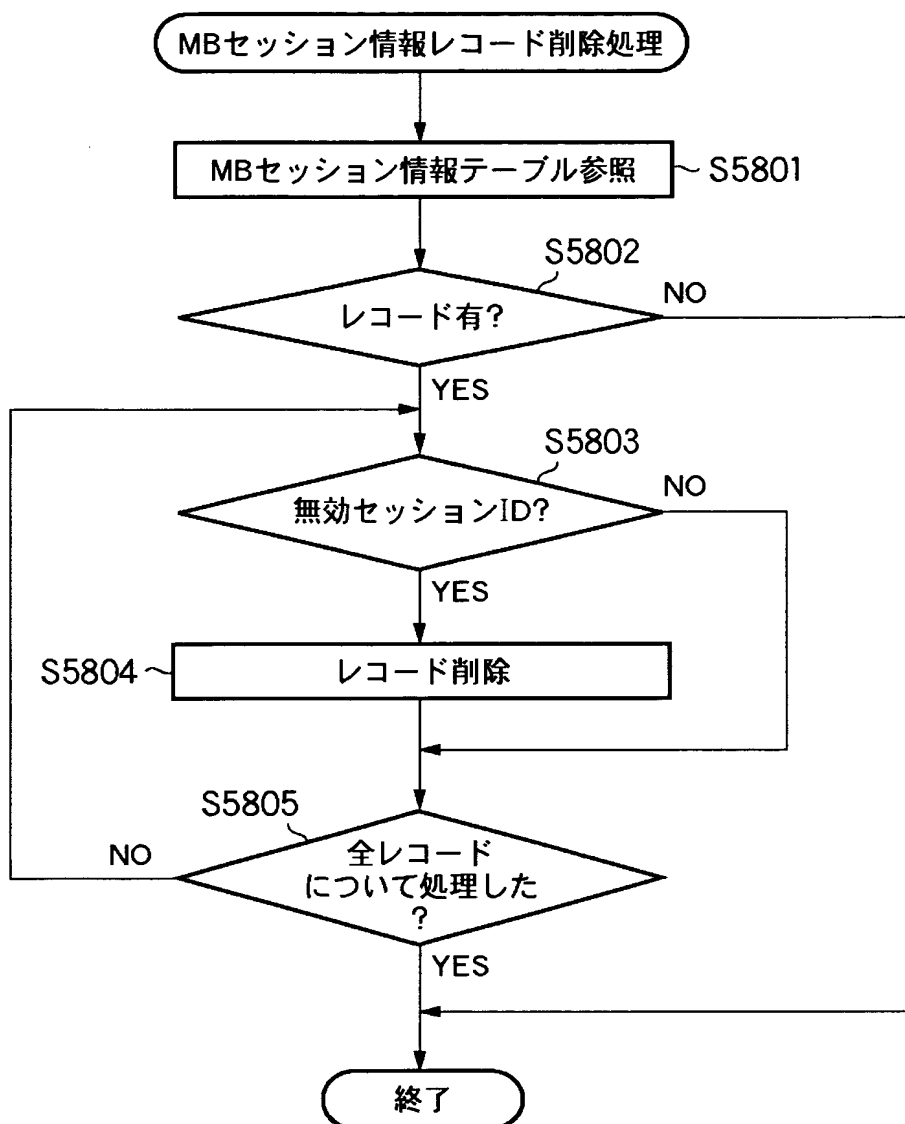 MBセッション情報レコード削除処理
MBセッション情報テーブル参照
S5801
S5802
レコード有?
NO
YES
S5803
無効セッションID?
NO
YES
S5804
レコード削除
S5805
全レコード
について処理した
?
NO
YES
終了